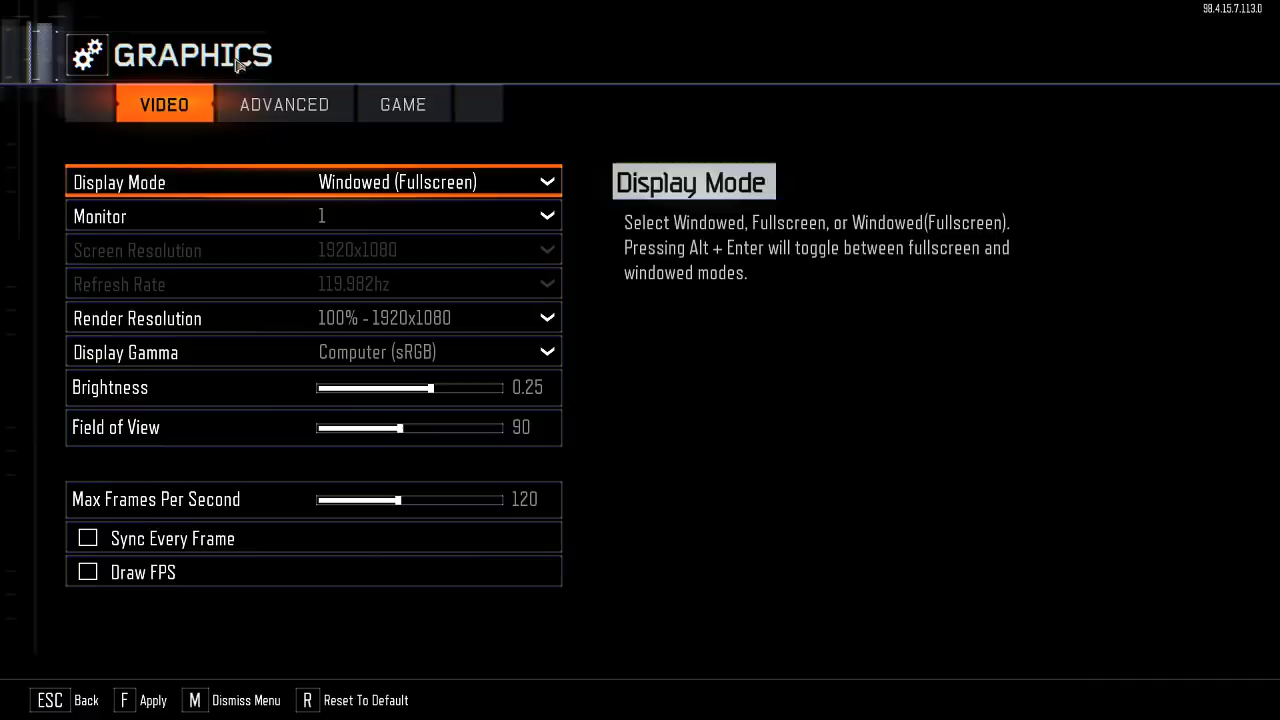 98.4.15.7.113.0
GRAPHICS
VIDEO ADVANCED GAME
Display Mode Windowed (Fullscreen)
Monitor 1
Screen Resolution 1920x1080
Refresh Rate 119.982hz
Render Resolution 100% - 1920x1080
Display Gamma Computer (sRGB)
Brightness 0.25
Field of View 90
Max Frames Per Second 120
Sync Every Frame
Draw FPS
Display Mode
Select Windowed, Fullscreen, or Windowed(Fullscreen).
Pressing Alt + Enter will toggle between fullscreen and
windowed modes.
ESC Back F Apply M Dismiss Menu R Reset To Default